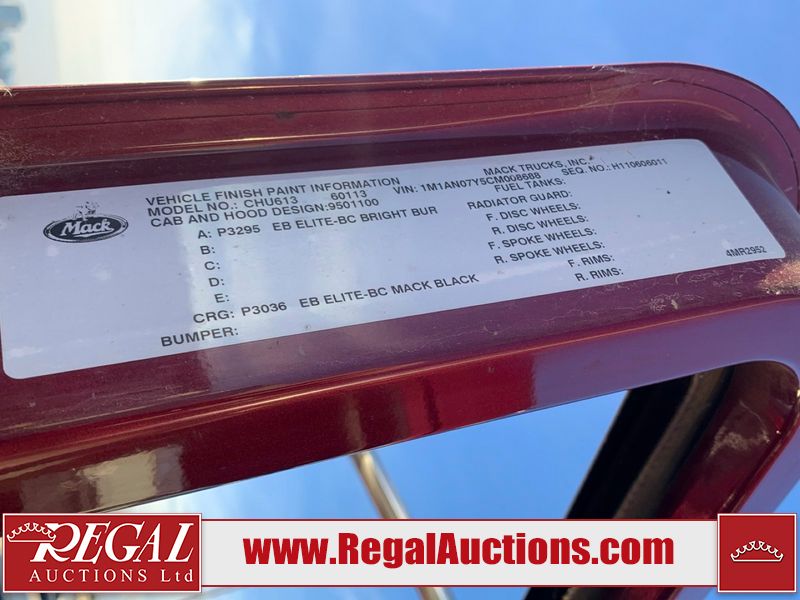 Mack
VEHICLE FINISH PAINT INFORMATION MACK TRUCKS, INC.
MODEL NO.: CHU613 60113 VIN: 1M1AN07Y5CM008688 SEQ. NO.: H110606011
CAB AND HOOD DESIGN:9501100 FUEL TANKS:
A: P3295 EB ELITE-BC BRIGHT BUR RADIATOR GUARD:
B: F. DISC WHEELS:
C: R. DISC WHEELS:
D: F. SPOKE WHEELS:
E: R. SPOKE WHEELS:
CRG: P3036 EB ELITE-BC MACK BLACK F. RIMS:
BUMPER: R. RIMS:
4MR2952
REGAL
AUCTIONS Ltd
www.RegalAuctions.com